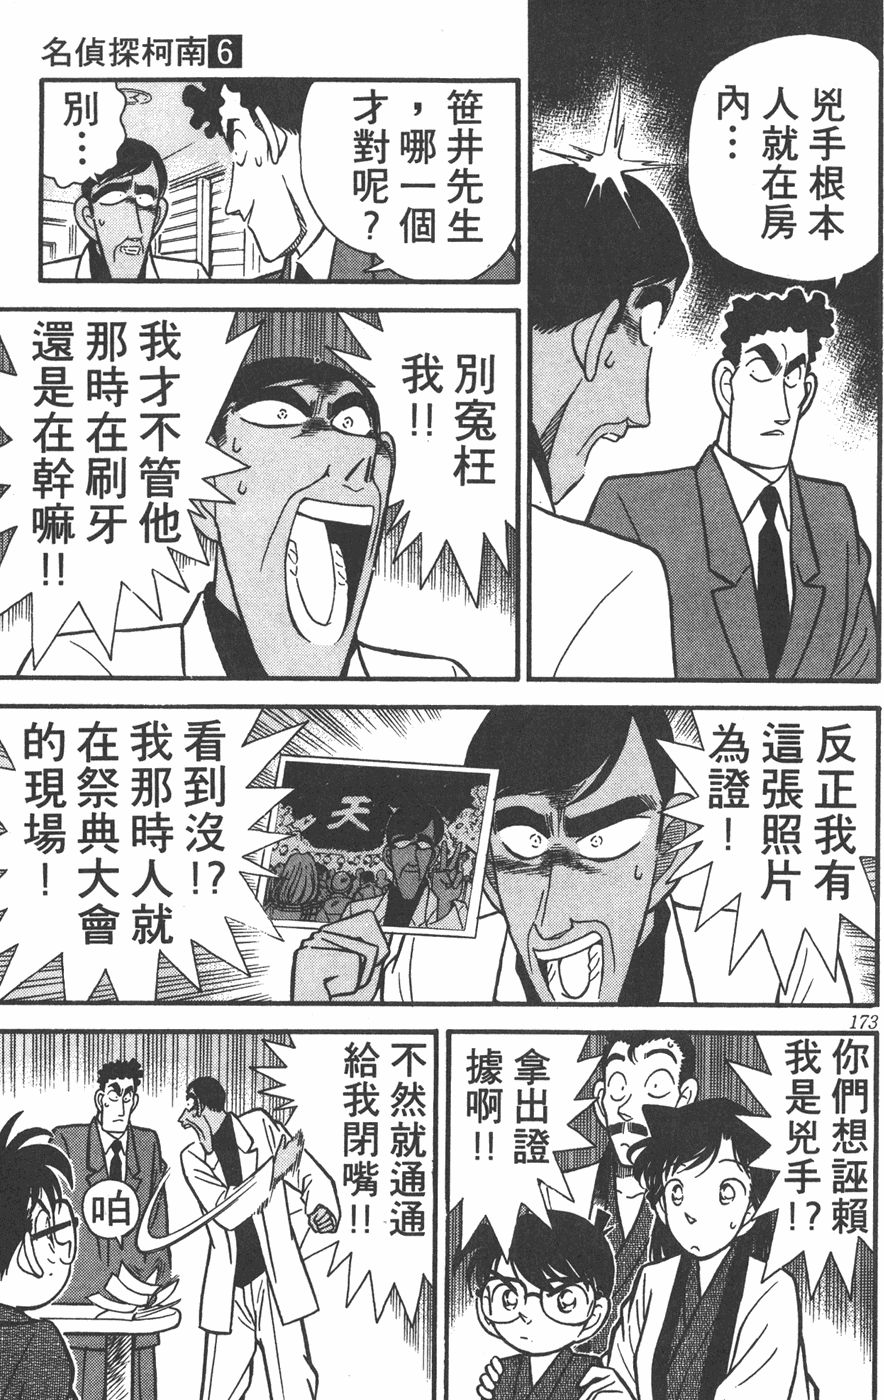 名偵探柯南6
兇手根本
人就在房
內…
笹井先生
，哪一個
才對呢？
別…
別冤枉
我!!
我才不管他
那時在刷牙
還是在幹嘛!!
反正我有
這張照片
為證！
天
看到沒!?
我那時人就
在祭典大會
的現場！
173
你們想誣賴
我是兇手!?
拿出證
據啊!!
不然就通通
給我閉嘴!!
啪